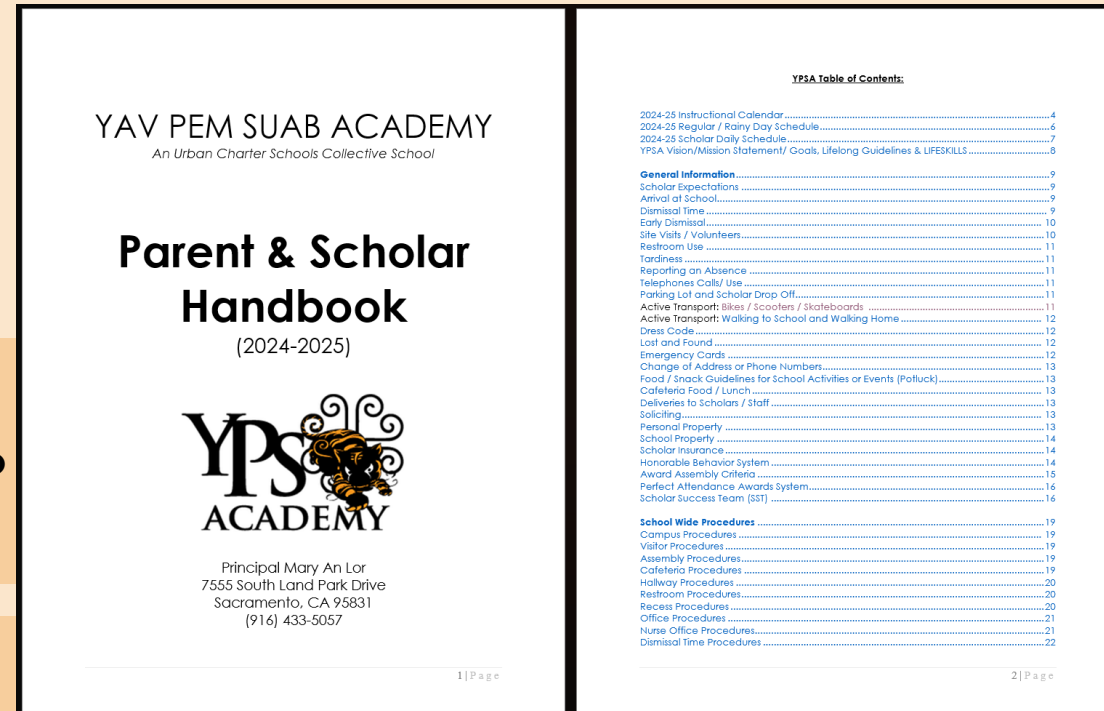 YAV PEM SUAB ACADEMY
An Urban Charter Schools Collective School
Parent & Scholar
Handbook
(2024-2025)
YPS
ACADEMY
Principal Mary An Lor
7555 South Land Park Drive
Sacramento, CA 95831
(916) 433-5057
1 | Page
YPSA Table of Contents:
2024-25 Instructional Calendar 4
2024-25 Regular / Rainy Day Schedule 6
2024-25 Scholar Daily Schedule 7
YPSA Vision/Mission Statement/ Goals, Lifelong Guidelines & LIFESKILLS 8
General Information 9
Scholar Expectations 9
Arrival at School 9
Dismissal Time 9
Early Dismissal 10
Site Visits / Volunteers 10
Restroom Use 11
Tardiness 11
Reporting an Absence 11
Telephones Calls/ Use 11
Parking Lot and Scholar Drop Off 11
Active Transport: Bikes / Scooters / Skateboards 11
Active Transport: Walking to School and Walking Home 12
Dress Code 12
Lost and Found 12
Emergency Cards 12
Change of Address or Phone Numbers 13
Food / Snack Guidelines for School Activities or Events (Potluck) 13
Cafeteria Food / Lunch 13
Deliveries to Scholars / Staff 13
Soliciting 13
Personal Property 13
School Property 14
Scholar Insurance 14
Honorable Behavior System 14
Award Assembly Criteria 15
Perfect Attendance Awards System 16
Scholar Success Team (SST) 16
School Wide Procedures 19
Campus Procedures 19
Visitor Procedures 19
Assembly Procedures 19
Cafeteria Procedures 19
Hallway Procedures 20
Restroom Procedures 20
Recess Procedures 20
Office Procedures 21
Nurse Office Procedures 21
Dismissal Time Procedures 22
2 | Page